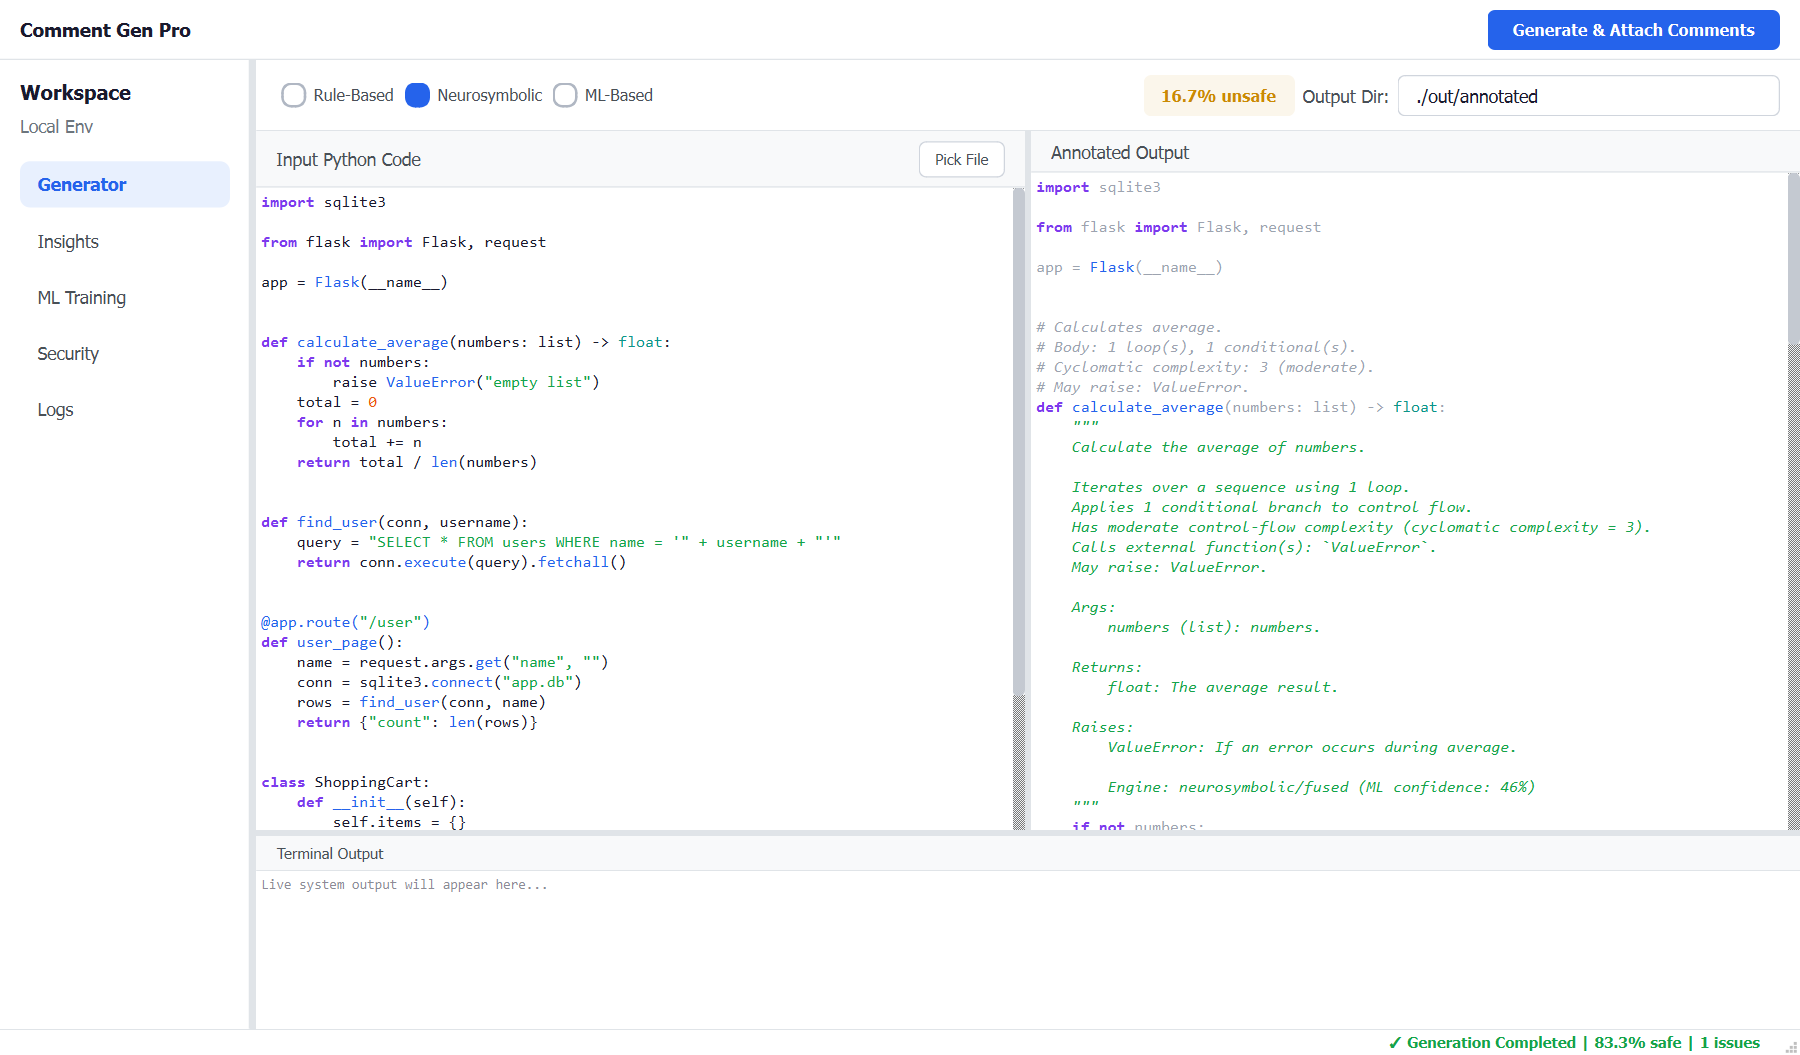 Comment Gen Pro
Generate & Attach Comments
Workspace
Local Env
Generator
Insights
ML Training
Security
Logs
Rule-Based
Neurosymbolic
ML-Based
16.7% unsafe
Output Dir:
./out/annotated
Input Python Code
Pick File
import sqlite3
from flask import Flask, request
app = Flask(__name__)
def calculate_average(numbers: list) -> float:
    if not numbers:
        raise ValueError("empty list")
    total = 0
    for n in numbers:
        total += n
    return total / len(numbers)
def find_user(conn, username):
    query = "SELECT * FROM users WHERE name = '" + username + "'"
    return conn.execute(query).fetchall()
@app.route("/user")
def user_page():
    name = request.args.get("name", "")
    conn = sqlite3.connect("app.db")
    rows = find_user(conn, name)
    return {"count": len(rows)}
class ShoppingCart:
    def __init__(self):
        self.items = {}
Annotated Output
import sqlite3
from flask import Flask, request
app = Flask(__name__)
# Calculates average.
# Body: 1 loop(s), 1 conditional(s).
# Cyclomatic complexity: 3 (moderate).
# May raise: ValueError.
def calculate_average(numbers: list) -> float:
    """
    Calculate the average of numbers.
    Iterates over a sequence using 1 loop.
    Applies 1 conditional branch to control flow.
    Has moderate control-flow complexity (cyclomatic complexity = 3).
    Calls external function(s): `ValueError`.
    May raise: ValueError.
    Args:
        numbers (list): numbers.
    Returns:
        float: The average result.
    Raises:
        ValueError: If an error occurs during average.
        Engine: neurosymbolic/fused (ML confidence: 46%)
    """
    if not numbers:
Terminal Output
Live system output will appear here...
✓ Generation Completed | 83.3% safe | 1 issues